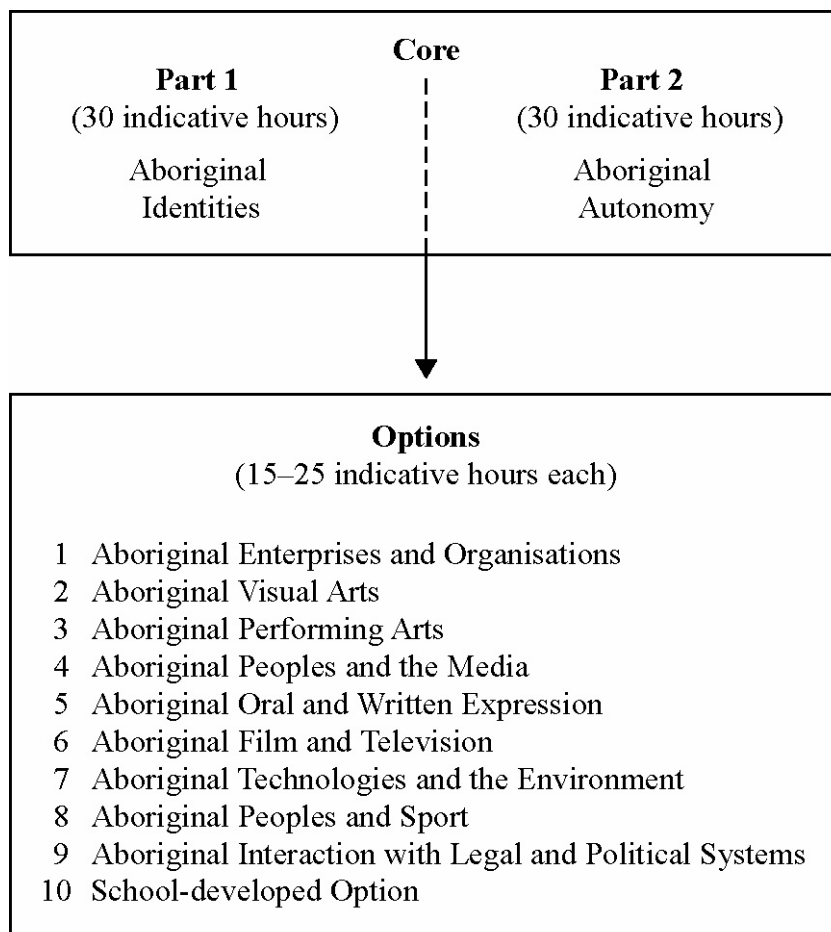 Core
Part 1
(30 indicative hours)
Aboriginal
Identities
Part 2
(30 indicative hours)
Aboriginal
Autonomy
Options
(15–25 indicative hours each)
1 Aboriginal Enterprises and Organisations
2 Aboriginal Visual Arts
3 Aboriginal Performing Arts
4 Aboriginal Peoples and the Media
5 Aboriginal Oral and Written Expression
6 Aboriginal Film and Television
7 Aboriginal Technologies and the Environment
8 Aboriginal Peoples and Sport
9 Aboriginal Interaction with Legal and Political Systems
10 School-developed Option